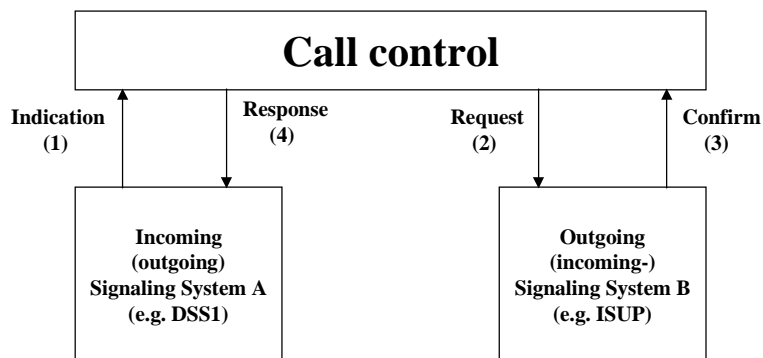 Call control
Indication
(1)
Response
(4)
Request
(2)
Confirm
(3)
Incoming
(outgoing)
Signaling System A
(e.g. DSS1)
Outgoing
(incoming-)
Signaling System B
(e.g. ISUP)